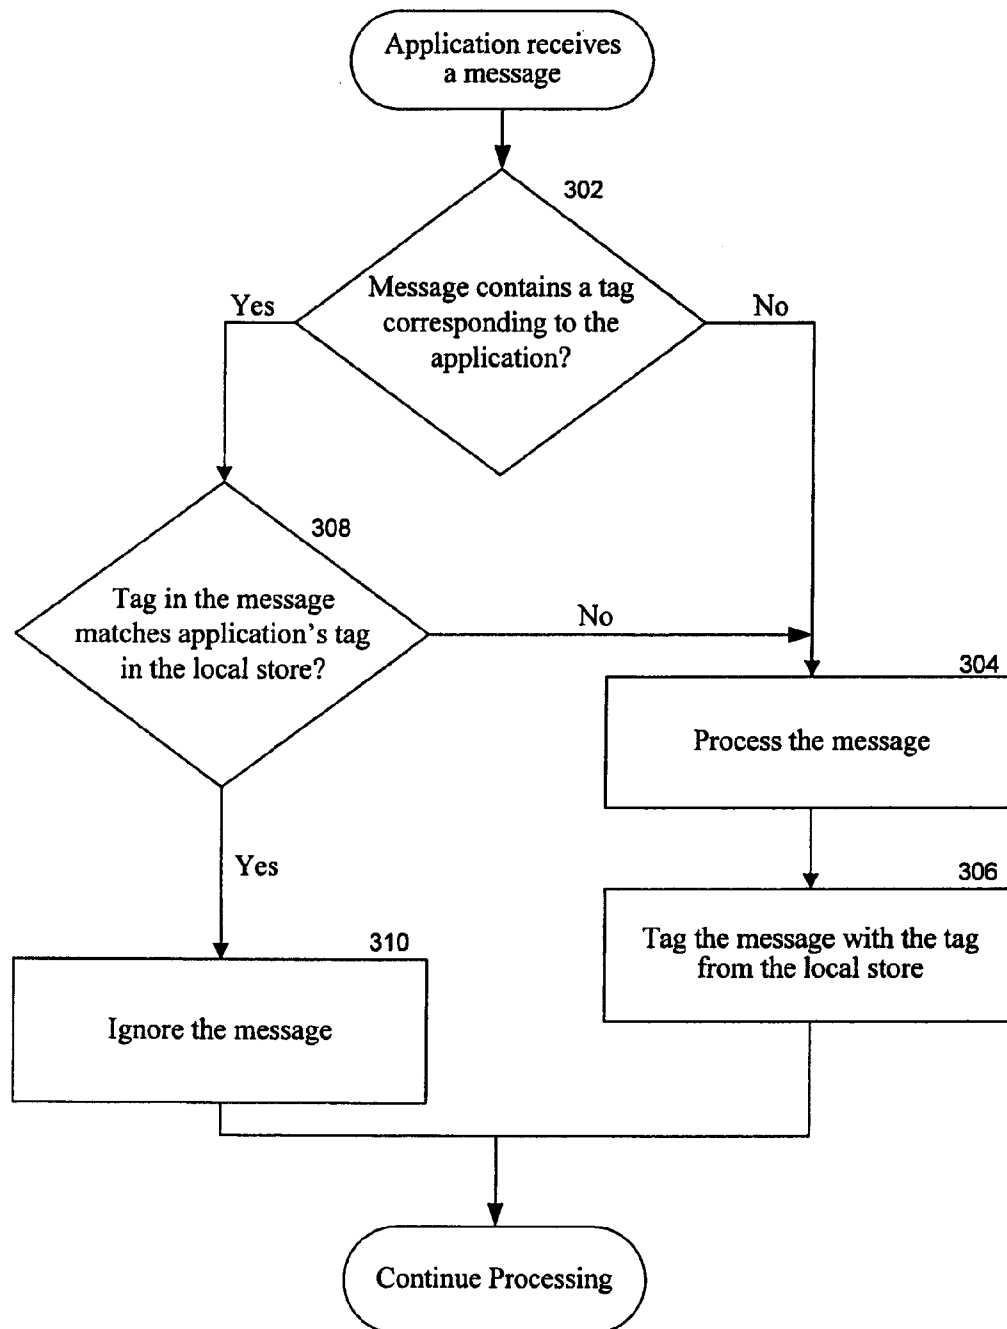 Application receives
a message
302
Message contains a tag
corresponding to the
application?
Yes
No
308
Tag in the message
matches application's tag
in the local store?
No
304
Process the message
Yes
306
Tag the message with the tag
from the local store
310
Ignore the message
Continue Processing